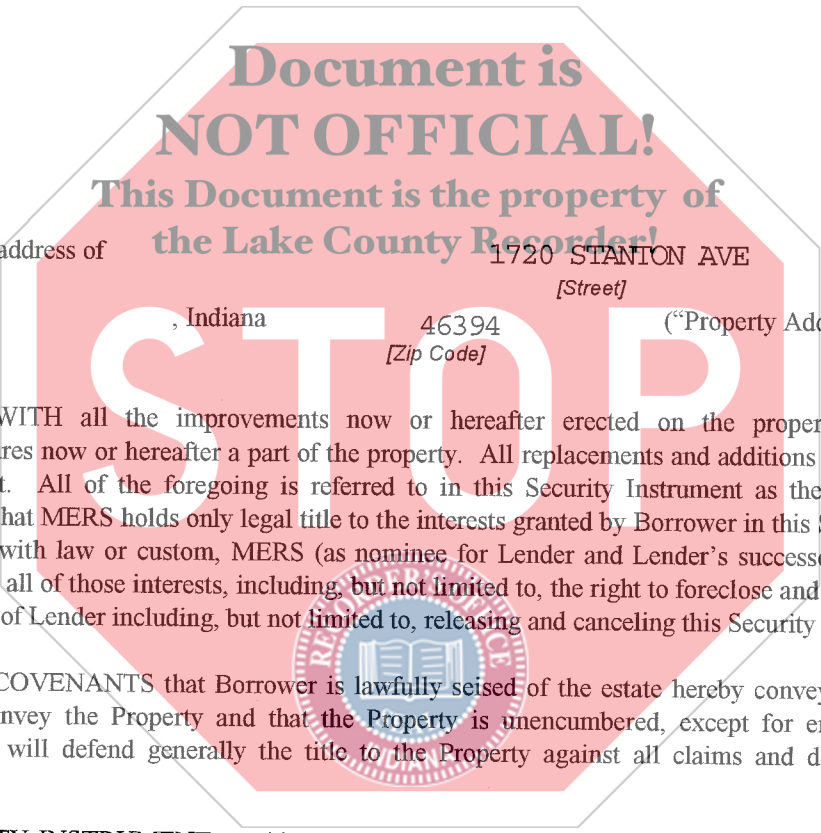 Document is
NOT OFFICIAL!
This Document is the property of
the Lake County Recorder!
address of 1720 STANTON AVE
[Street]
, Indiana 46394 ("Property Add
[Zip Code]
STOP
WITH all the improvements now or hereafter erected on the proper
res now or hereafter a part of the property. All replacements and additions
t. All of the foregoing is referred to in this Security Instrument as the
hat MERS holds only legal title to the interests granted by Borrower in this S
with law or custom, MERS (as nominee for Lender and Lender's successo
all of those interests, including, but not limited to, the right to foreclose and
of Lender including, but not limited to, releasing and canceling this Security
COVENANTS that Borrower is lawfully seised of the estate hereby convey
nvey the Property and that the Property is unencumbered, except for en
will defend generally the title to the Property against all claims and d
RECORDER'S OFFICE
INDIANA
TY INSTRUMENT